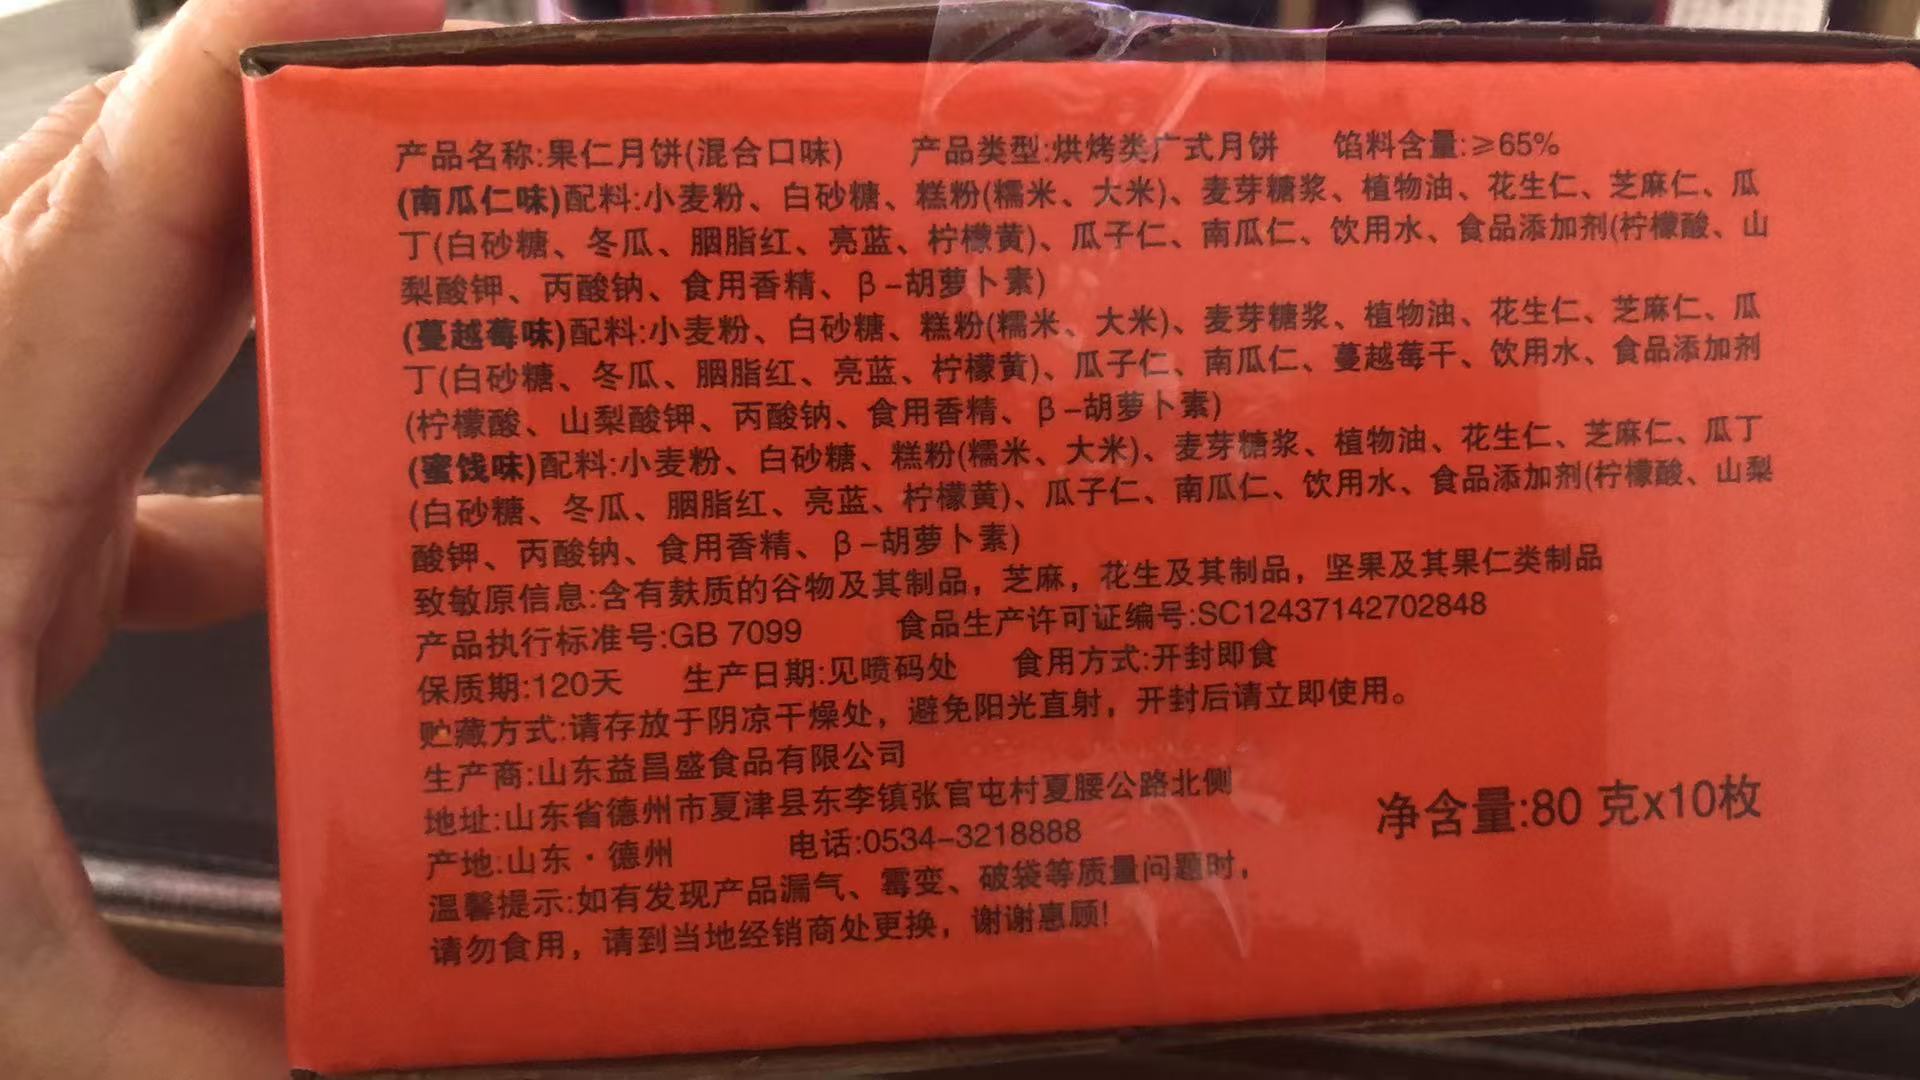 产品名称:果仁月饼(混合口味) 产品类型:烘烤类广式月饼 馅料含量:≥65%
(南瓜仁味)配料:小麦粉、白砂糖、糕粉(糯米、大米)、麦芽糖浆、植物油、花生仁、芝麻仁、瓜
丁(白砂糖、冬瓜、胭脂红、亮蓝、柠檬黄)、瓜子仁、南瓜仁、饮用水、食品添加剂(柠檬酸、山
梨酸钾、丙酸钠、食用香精、β-胡萝卜素)
(蔓越莓味)配料:小麦粉、白砂糖、糕粉(糯米、大米)、麦芽糖浆、植物油、花生仁、芝麻仁、瓜
丁(白砂糖、冬瓜、胭脂红、亮蓝、柠檬黄)、瓜子仁、南瓜仁、蔓越莓干、饮用水、食品添加剂
(柠檬酸、山梨酸钾、丙酸钠、食用香精、β-胡萝卜素)
(蜜饯味)配料:小麦粉、白砂糖、糕粉(糯米、大米)、麦芽糖浆、植物油、花生仁、芝麻仁、瓜丁
(白砂糖、冬瓜、胭脂红、亮蓝、柠檬黄)、瓜子仁、南瓜仁、饮用水、食品添加剂(柠檬酸、山梨
酸钾、丙酸钠、食用香精、β-胡萝卜素)
致敏原信息:含有麸质的谷物及其制品，芝麻，花生及其制品，坚果及其果仁类制品
产品执行标准号:GB 7099 食品生产许可证编号:SC12437142702848
保质期:120天 生产日期:见喷码处 食用方式:开封即食
贮藏方式:请存放于阴凉干燥处，避免阳光直射，开封后请立即使用。
生产商:山东益昌盛食品有限公司
地址:山东省德州市夏津县东李镇张官屯村夏腰公路北侧
产地:山东·德州 电话:0534-3218888
净含量:80 克x10枚
温馨提示:如有发现产品漏气、霉变、破袋等质量问题时，
请勿食用，请到当地经销商处更换，谢谢惠顾!